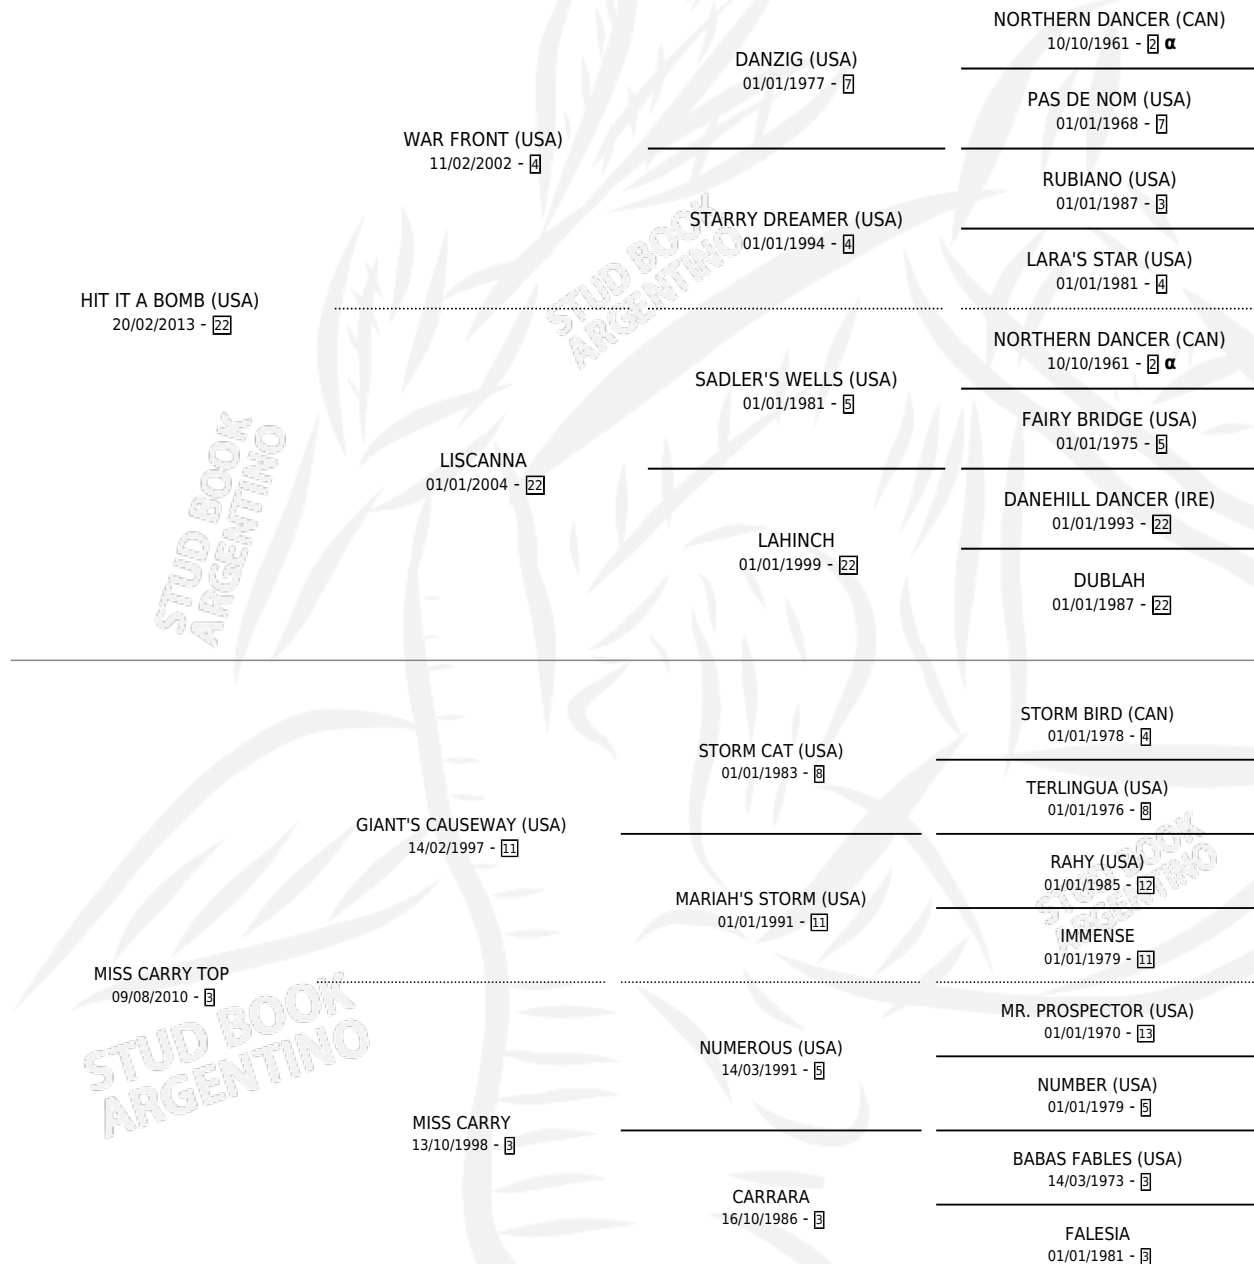 NORTHERN DANCER (CAN)
10/10/1961 - 2 α
DANZIG (USA)
01/01/1977 - 7
PAS DE NOM (USA)
01/01/1968 - 7
WAR FRONT (USA)
11/02/2002 - 4
RUBIANO (USA)
01/01/1987 - 3
STARRY DREAMER (USA)
01/01/1994 - 4
LARA'S STAR (USA)
01/01/1981 - 4
HIT IT A BOMB (USA)
20/02/2013 - 22
NORTHERN DANCER (CAN)
10/10/1961 - 2 α
SADLER'S WELLS (USA)
01/01/1981 - 5
FAIRY BRIDGE (USA)
01/01/1975 - 5
LISCANNA
01/01/2004 - 22
DANEHILL DANCER (IRE)
01/01/1993 - 22
LAHINCH
01/01/1999 - 22
DUBLAH
01/01/1987 - 22
STORM BIRD (CAN)
01/01/1978 - 4
STORM CAT (USA)
01/01/1983 - 8
TERLINGUA (USA)
01/01/1976 - 8
GIANT'S CAUSEWAY (USA)
14/02/1997 - 11
RAHY (USA)
01/01/1985 - 12
MARIAH'S STORM (USA)
01/01/1991 - 11
IMMENSE
01/01/1979 - 11
MISS CARRY TOP
09/08/2010 - 3
MR. PROSPECTOR (USA)
01/01/1970 - 13
NUMEROUS (USA)
14/03/1991 - 5
NUMBER (USA)
01/01/1979 - 5
MISS CARRY
13/10/1998 - 3
BABAS FABLES (USA)
14/03/1973 - 3
CARRARA
16/10/1986 - 3
FALESIA
01/01/1981 - 3
STUD BOOK
ARGENTINO
STUD BOOK
ARGENTINO
STUD BOOK
ARGENTINO
STUD BOOK
ARGENTINO